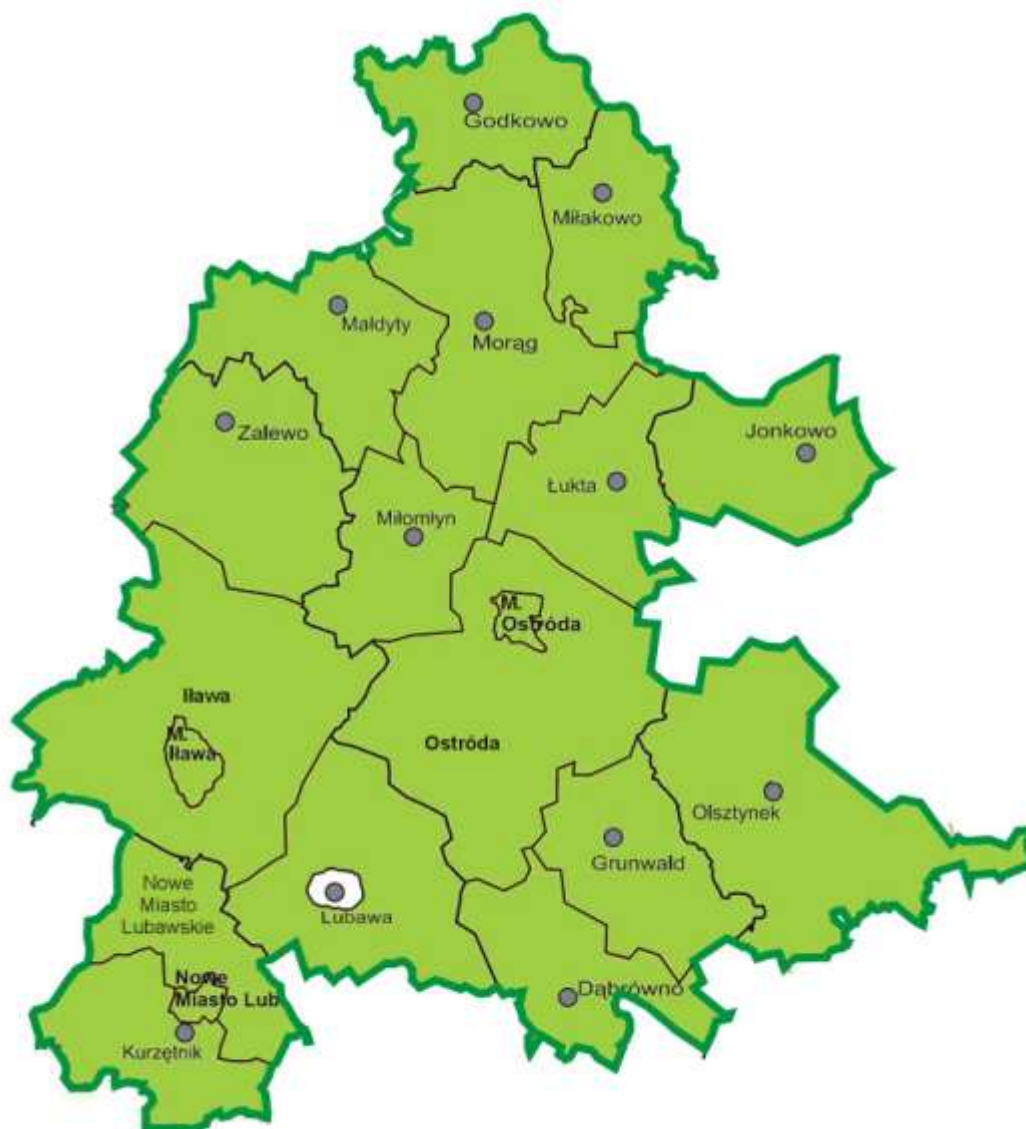 Godkowo
Miłakowo
Małdyty
Morąg
Zalewo
Jonkowo
Łukta
Miłomłyn
M.
Ostróda
Iława
M.
Iława
Ostróda
Olsztynek
Grunwald
Lubawa
Nowe
Miasto
Lubawskie
Nowe
Miasto Lub
Dąbrówno
Kurzętnik